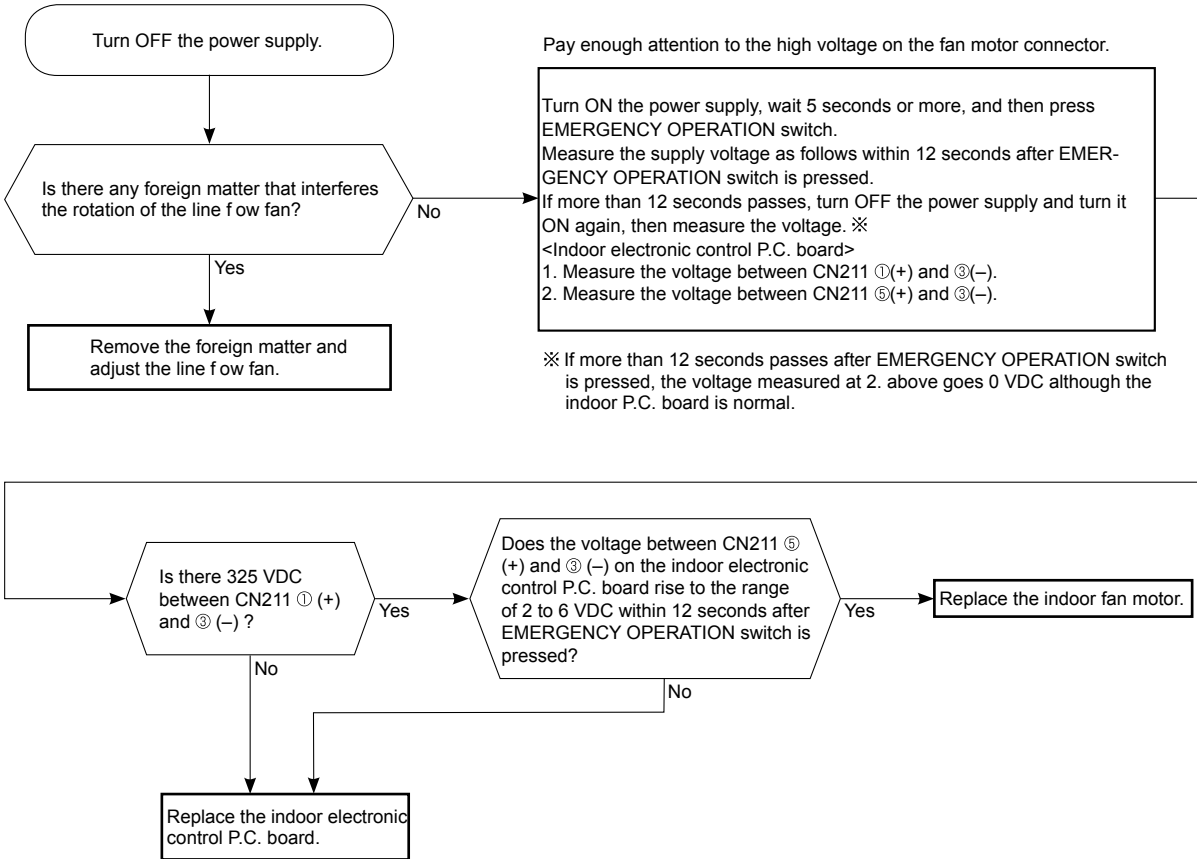 Turn OFF the power supply.
Is there any foreign matter that interferes
the rotation of the line f ow fan?
No
Yes
Remove the foreign matter and
adjust the line f ow fan.
Pay enough attention to the high voltage on the fan motor connector.
Turn ON the power supply, wait 5 seconds or more, and then press
EMERGENCY OPERATION switch.
Measure the supply voltage as follows within 12 seconds after EMER-
GENCY OPERATION switch is pressed.
If more than 12 seconds passes, turn OFF the power supply and turn it
ON again, then measure the voltage. ※
<Indoor electronic control P.C. board>
1. Measure the voltage between CN211 ①(+) and ③(–).
2. Measure the voltage between CN211 ⑤(+) and ③(–).
※ If more than 12 seconds passes after EMERGENCY OPERATION switch
is pressed, the voltage measured at 2. above goes 0 VDC although the
indoor P.C. board is normal.
Is there 325 VDC
between CN211 ① (+)
and ③ (–) ?
Yes
No
Does the voltage between CN211 ⑤
(+) and ③ (–) on the indoor electronic
control P.C. board rise to the range
of 2 to 6 VDC within 12 seconds after
EMERGENCY OPERATION switch is
pressed?
Yes
No
Replace the indoor fan motor.
Replace the indoor electronic
control P.C. board.